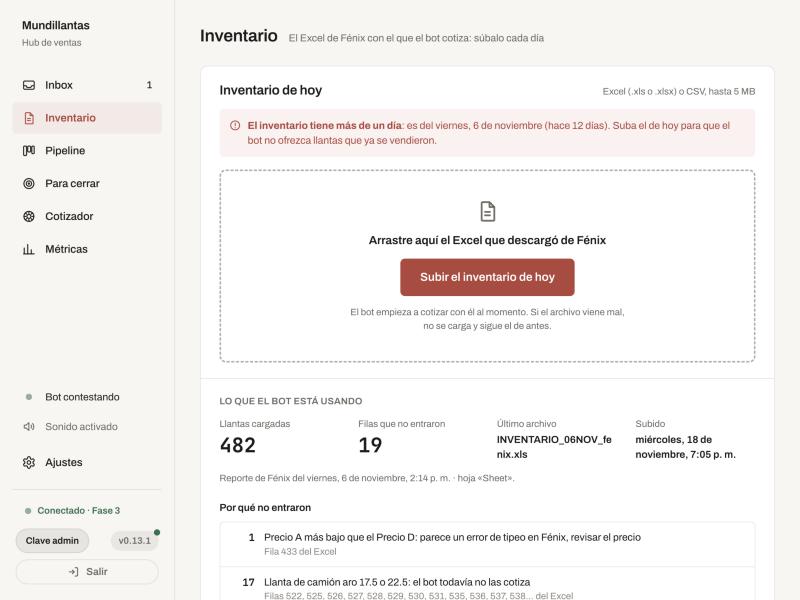 Mundillantas
Hub de ventas
Inbox 1
Inventario
Pipeline
Para cerrar
Cotizador
Métricas
Bot contestando
Sonido activado
Ajustes
Conectado · Fase 3
Clave admin
v0.13.1
Salir
Inventario
El Excel de Fénix con el que el bot cotiza: súbalo cada día
Inventario de hoy
Excel (.xls o .xlsx) o CSV, hasta 5 MB
El inventario tiene más de un día: es del viernes, 6 de noviembre (hace 12 días). Suba el de hoy para que el
bot no ofrezca llantas que ya se vendieron.
Arrastre aquí el Excel que descargó de Fénix
Subir el inventario de hoy
El bot empieza a cotizar con él al momento. Si el archivo viene mal,
no se carga y sigue el de antes.
LO QUE EL BOT ESTÁ USANDO
Llantas cargadas
482
Filas que no entraron
19
Último archivo
INVENTARIO_06NOV_fe
nix.xls
Subido
miércoles, 18 de
noviembre, 7:05 p. m.
Reporte de Fénix del viernes, 6 de noviembre, 2:14 p. m. · hoja «Sheet».
Por qué no entraron
1 Precio A más bajo que el Precio D: parece un error de tipeo en Fénix, revisar el precio
Fila 433 del Excel
17 Llanta de camión aro 17.5 o 22.5: el bot todavía no las cotiza
Filas 522, 525, 526, 527, 528, 529, 530, 531, 535, 536, 537, 538... del Excel